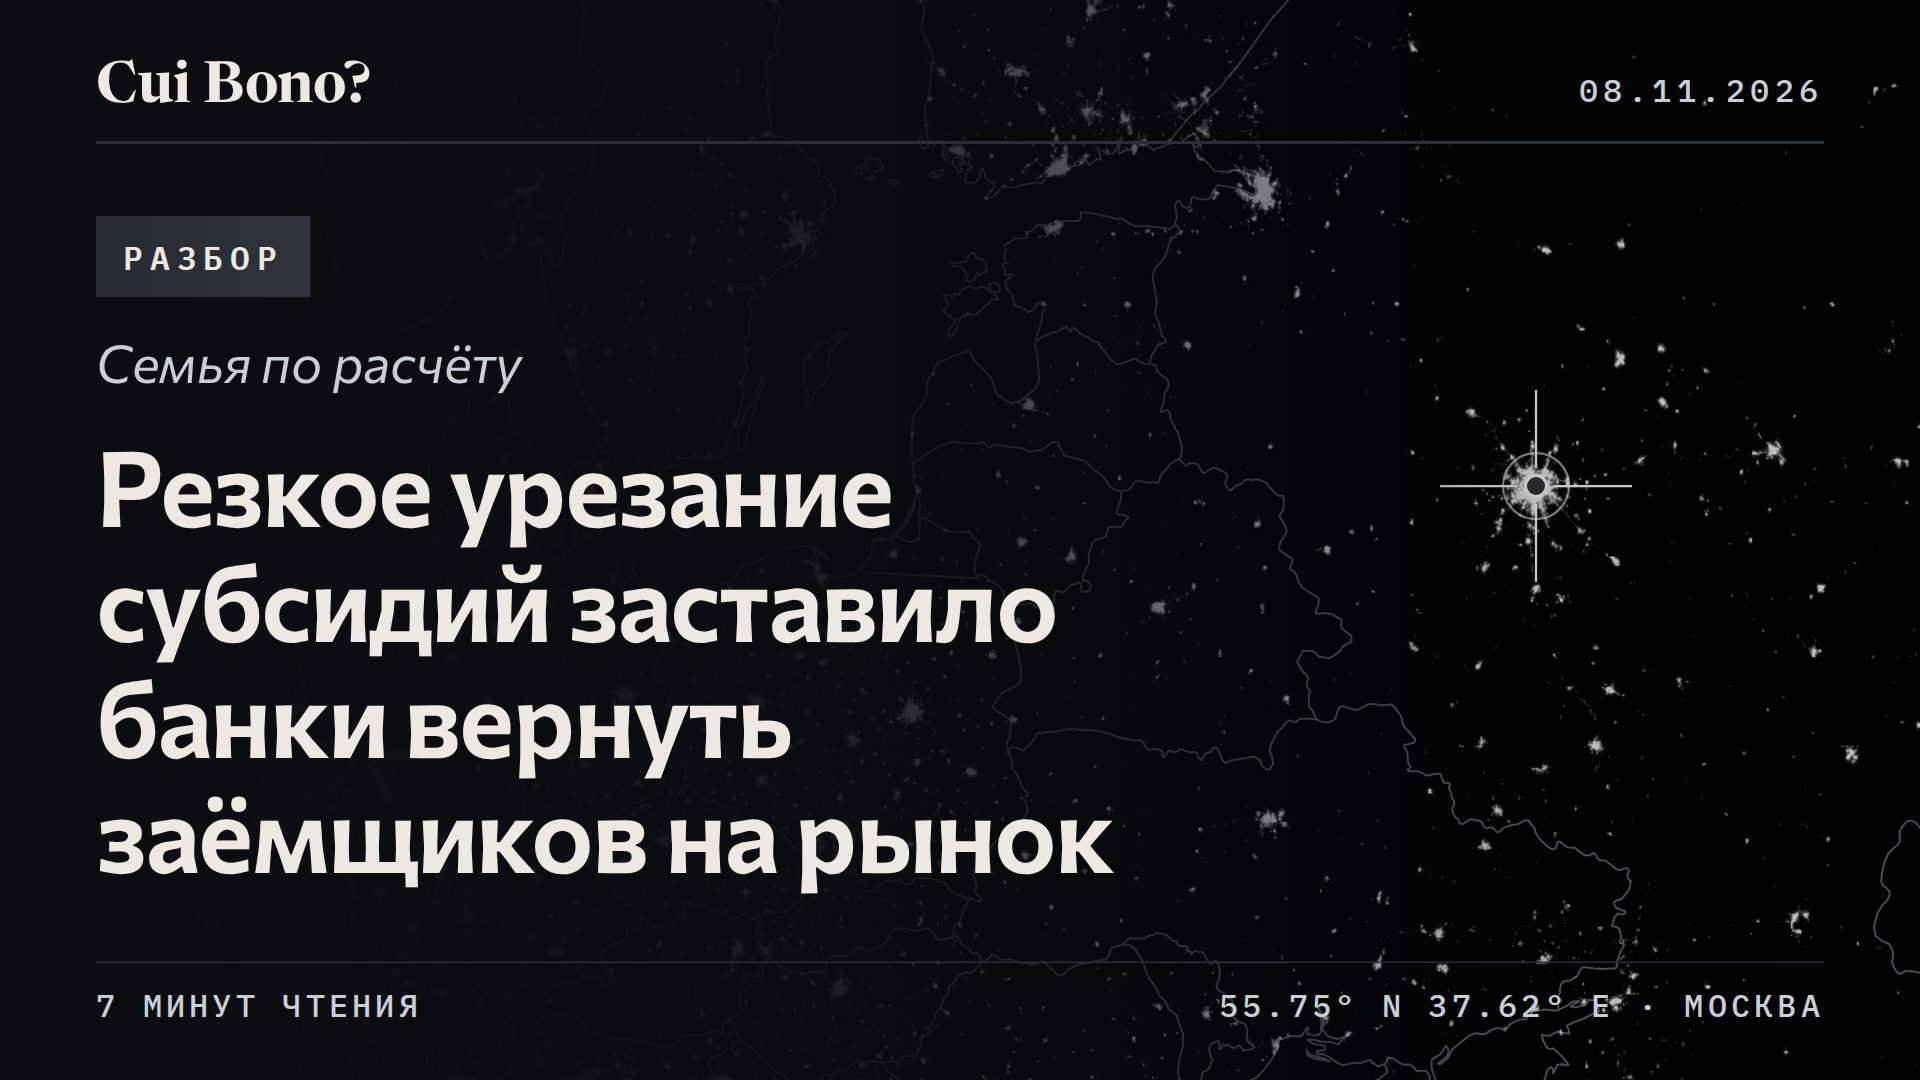 Cui Bono?
08.11.2026
РАЗБОР
Семья по расчёту
Резкое урезание
субсидий заставило
банки вернуть
заёмщиков на рынок
7 МИНУТ ЧТЕНИЯ
55.75° N 37.62° E · МОСКВА